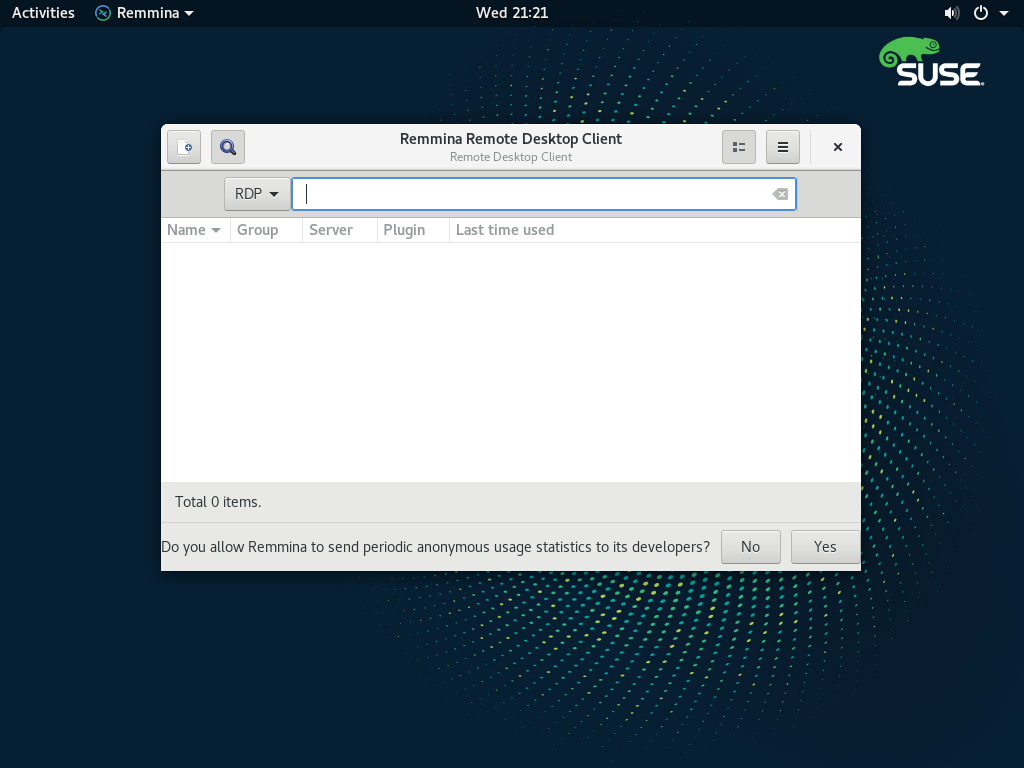 Activities Remmina Wed 21:21
SUSE
Remmina Remote Desktop Client
Remote Desktop Client
RDP
Name Group Server Plugin Last time used
Total 0 items.
Do you allow Remmina to send periodic anonymous usage statistics to its developers? No Yes